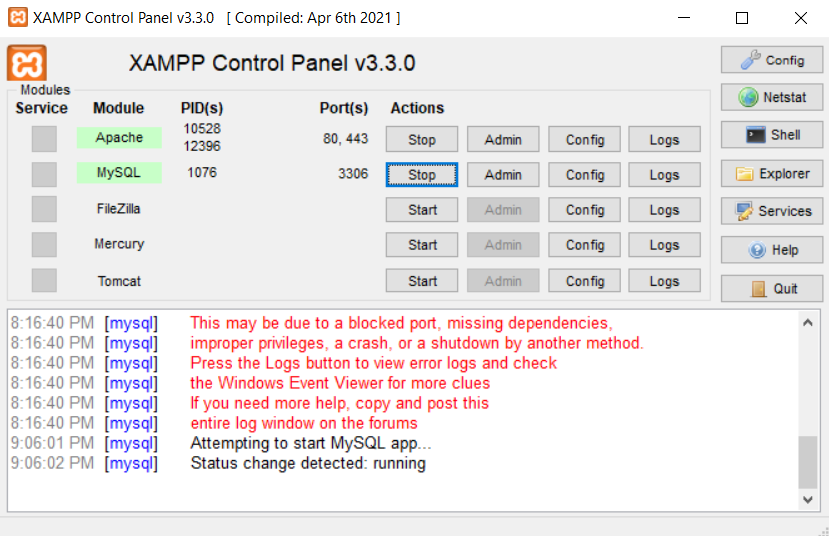 XAMPP Control Panel v3.3.0 [ Compiled: Apr 6th 2021 ]
XAMPP Control Panel v3.3.0
Config
Modules
Service Module PID(s) Port(s) Actions
Netstat
Apache 10528 12396 80, 443 Stop Admin Config Logs
Shell
MySQL 1076 3306 Stop Admin Config Logs
Explorer
FileZilla Start Admin Config Logs
Services
Mercury Start Admin Config Logs
Help
Tomcat Start Admin Config Logs
Quit
8:16:40 PM [mysql] This may be due to a blocked port, missing dependencies,
8:16:40 PM [mysql] improper privileges, a crash, or a shutdown by another method.
8:16:40 PM [mysql] Press the Logs button to view error logs and check
8:16:40 PM [mysql] the Windows Event Viewer for more clues
8:16:40 PM [mysql] If you need more help, copy and post this
8:16:40 PM [mysql] entire log window on the forums
9:06:01 PM [mysql] Attempting to start MySQL app...
9:06:02 PM [mysql] Status change detected: running